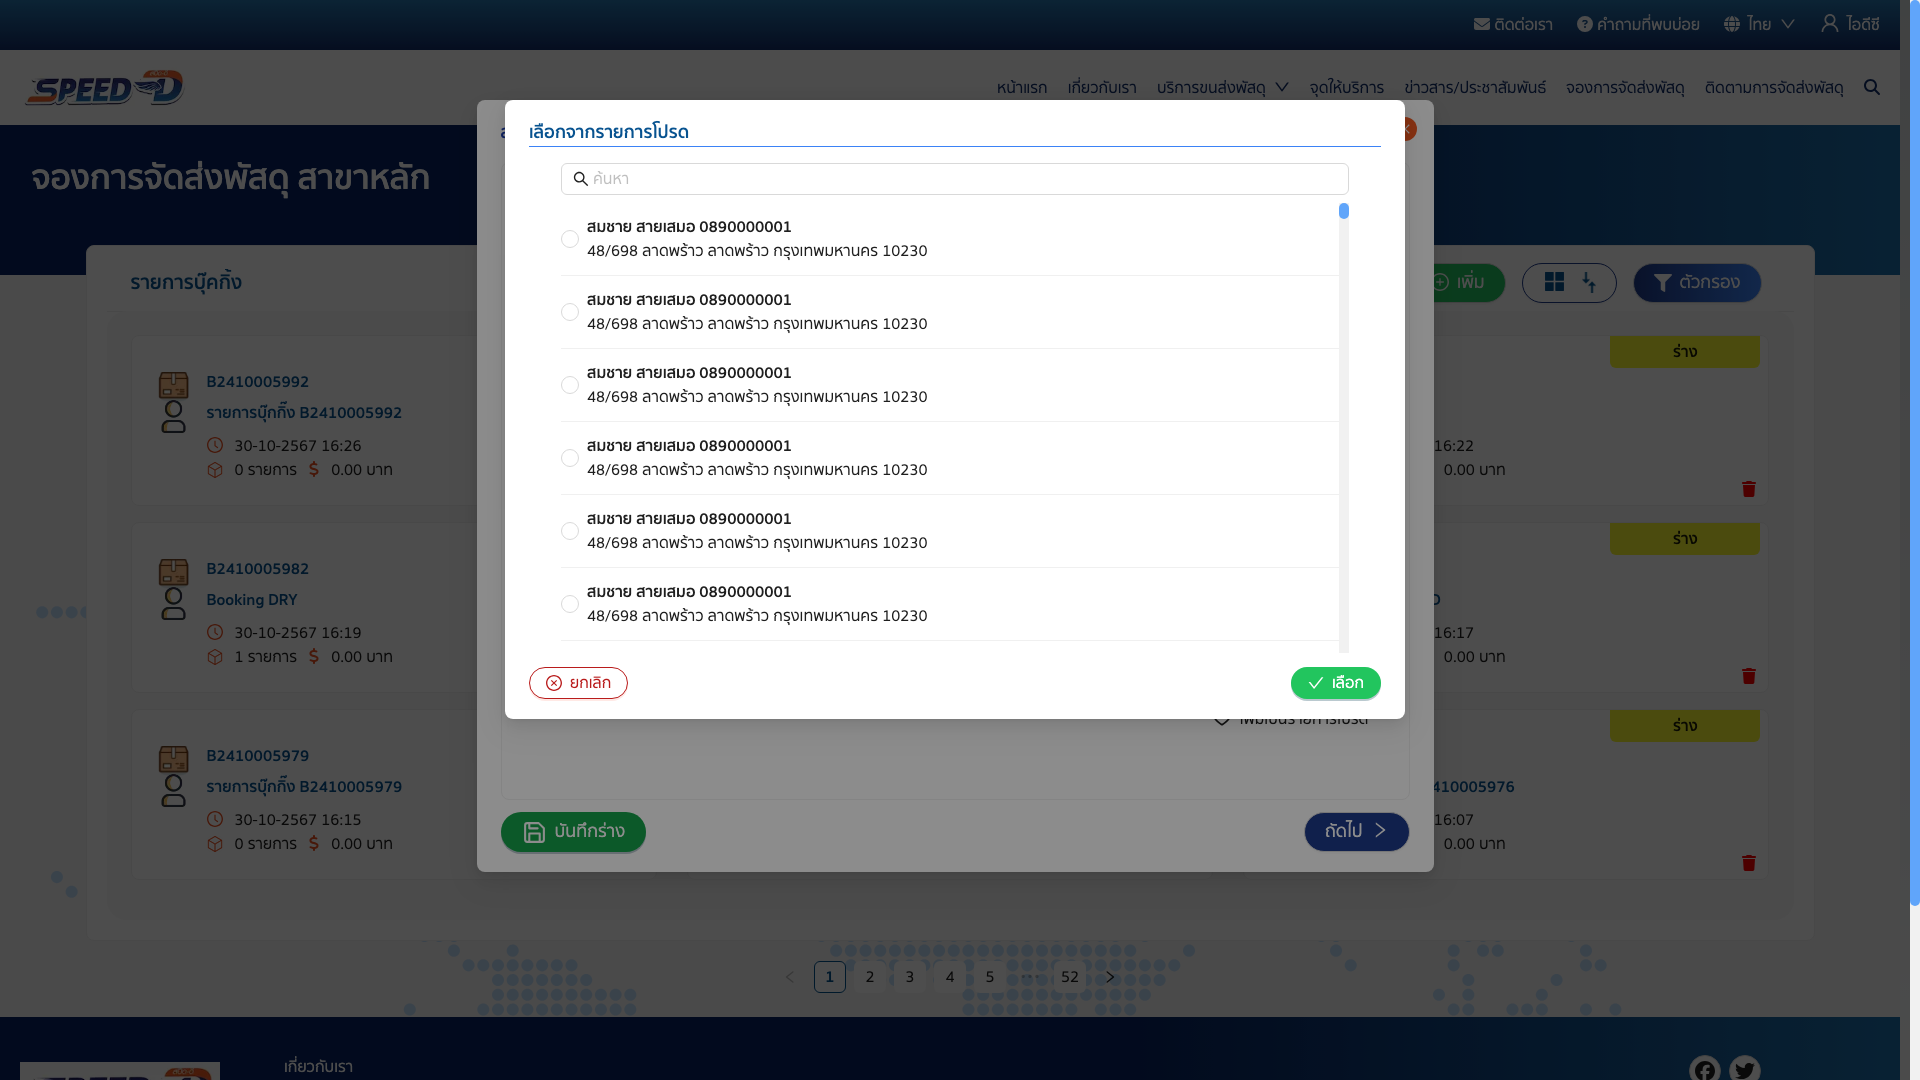 ติดต่อเรา
คำถามที่พบบ่อย
ไทย
ไอดีซี
SPEED-D
หน้าแรก
เกี่ยวกับเรา
บริการขนส่งพัสดุ
จุดให้บริการ
ข่าวสาร/ประชาสัมพันธ์
จองการจัดส่งพัสดุ
ติดตามการจัดส่งพัสดุ
จองการจัดส่งพัสดุ สาขาหลัก
เลือกจากรายการโปรด
ค้นหา
สมชาย สายเสมอ 0890000001
48/698 ลาดพร้าว ลาดพร้าว กรุงเทพมหานคร 10230
สมชาย สายเสมอ 0890000001
48/698 ลาดพร้าว ลาดพร้าว กรุงเทพมหานคร 10230
สมชาย สายเสมอ 0890000001
48/698 ลาดพร้าว ลาดพร้าว กรุงเทพมหานคร 10230
สมชาย สายเสมอ 0890000001
48/698 ลาดพร้าว ลาดพร้าว กรุงเทพมหานคร 10230
สมชาย สายเสมอ 0890000001
48/698 ลาดพร้าว ลาดพร้าว กรุงเทพมหานคร 10230
สมชาย สายเสมอ 0890000001
48/698 ลาดพร้าว ลาดพร้าว กรุงเทพมหานคร 10230
ยกเลิก
เลือก
รายการบุ๊คกิ้ง
เพิ่ม
ตัวกรอง
B2410005992
รายการบุ๊กกิ้ง B2410005992
30-10-2567 16:26
0 รายการ $ 0.00 บาท
ร่าง
16:22
0.00 บาท
B2410005982
Booking DRY
30-10-2567 16:19
1 รายการ $ 0.00 บาท
ร่าง
16:17
0.00 บาท
B2410005979
รายการบุ๊กกิ้ง B2410005979
30-10-2567 16:15
0 รายการ $ 0.00 บาท
ร่าง
410005976
16:07
0.00 บาท
เพิ่มเป็นรายการโปรด
บันทึกร่าง
ถัดไป
1 2 3 4 5 ••• 52
เกี่ยวกับเรา